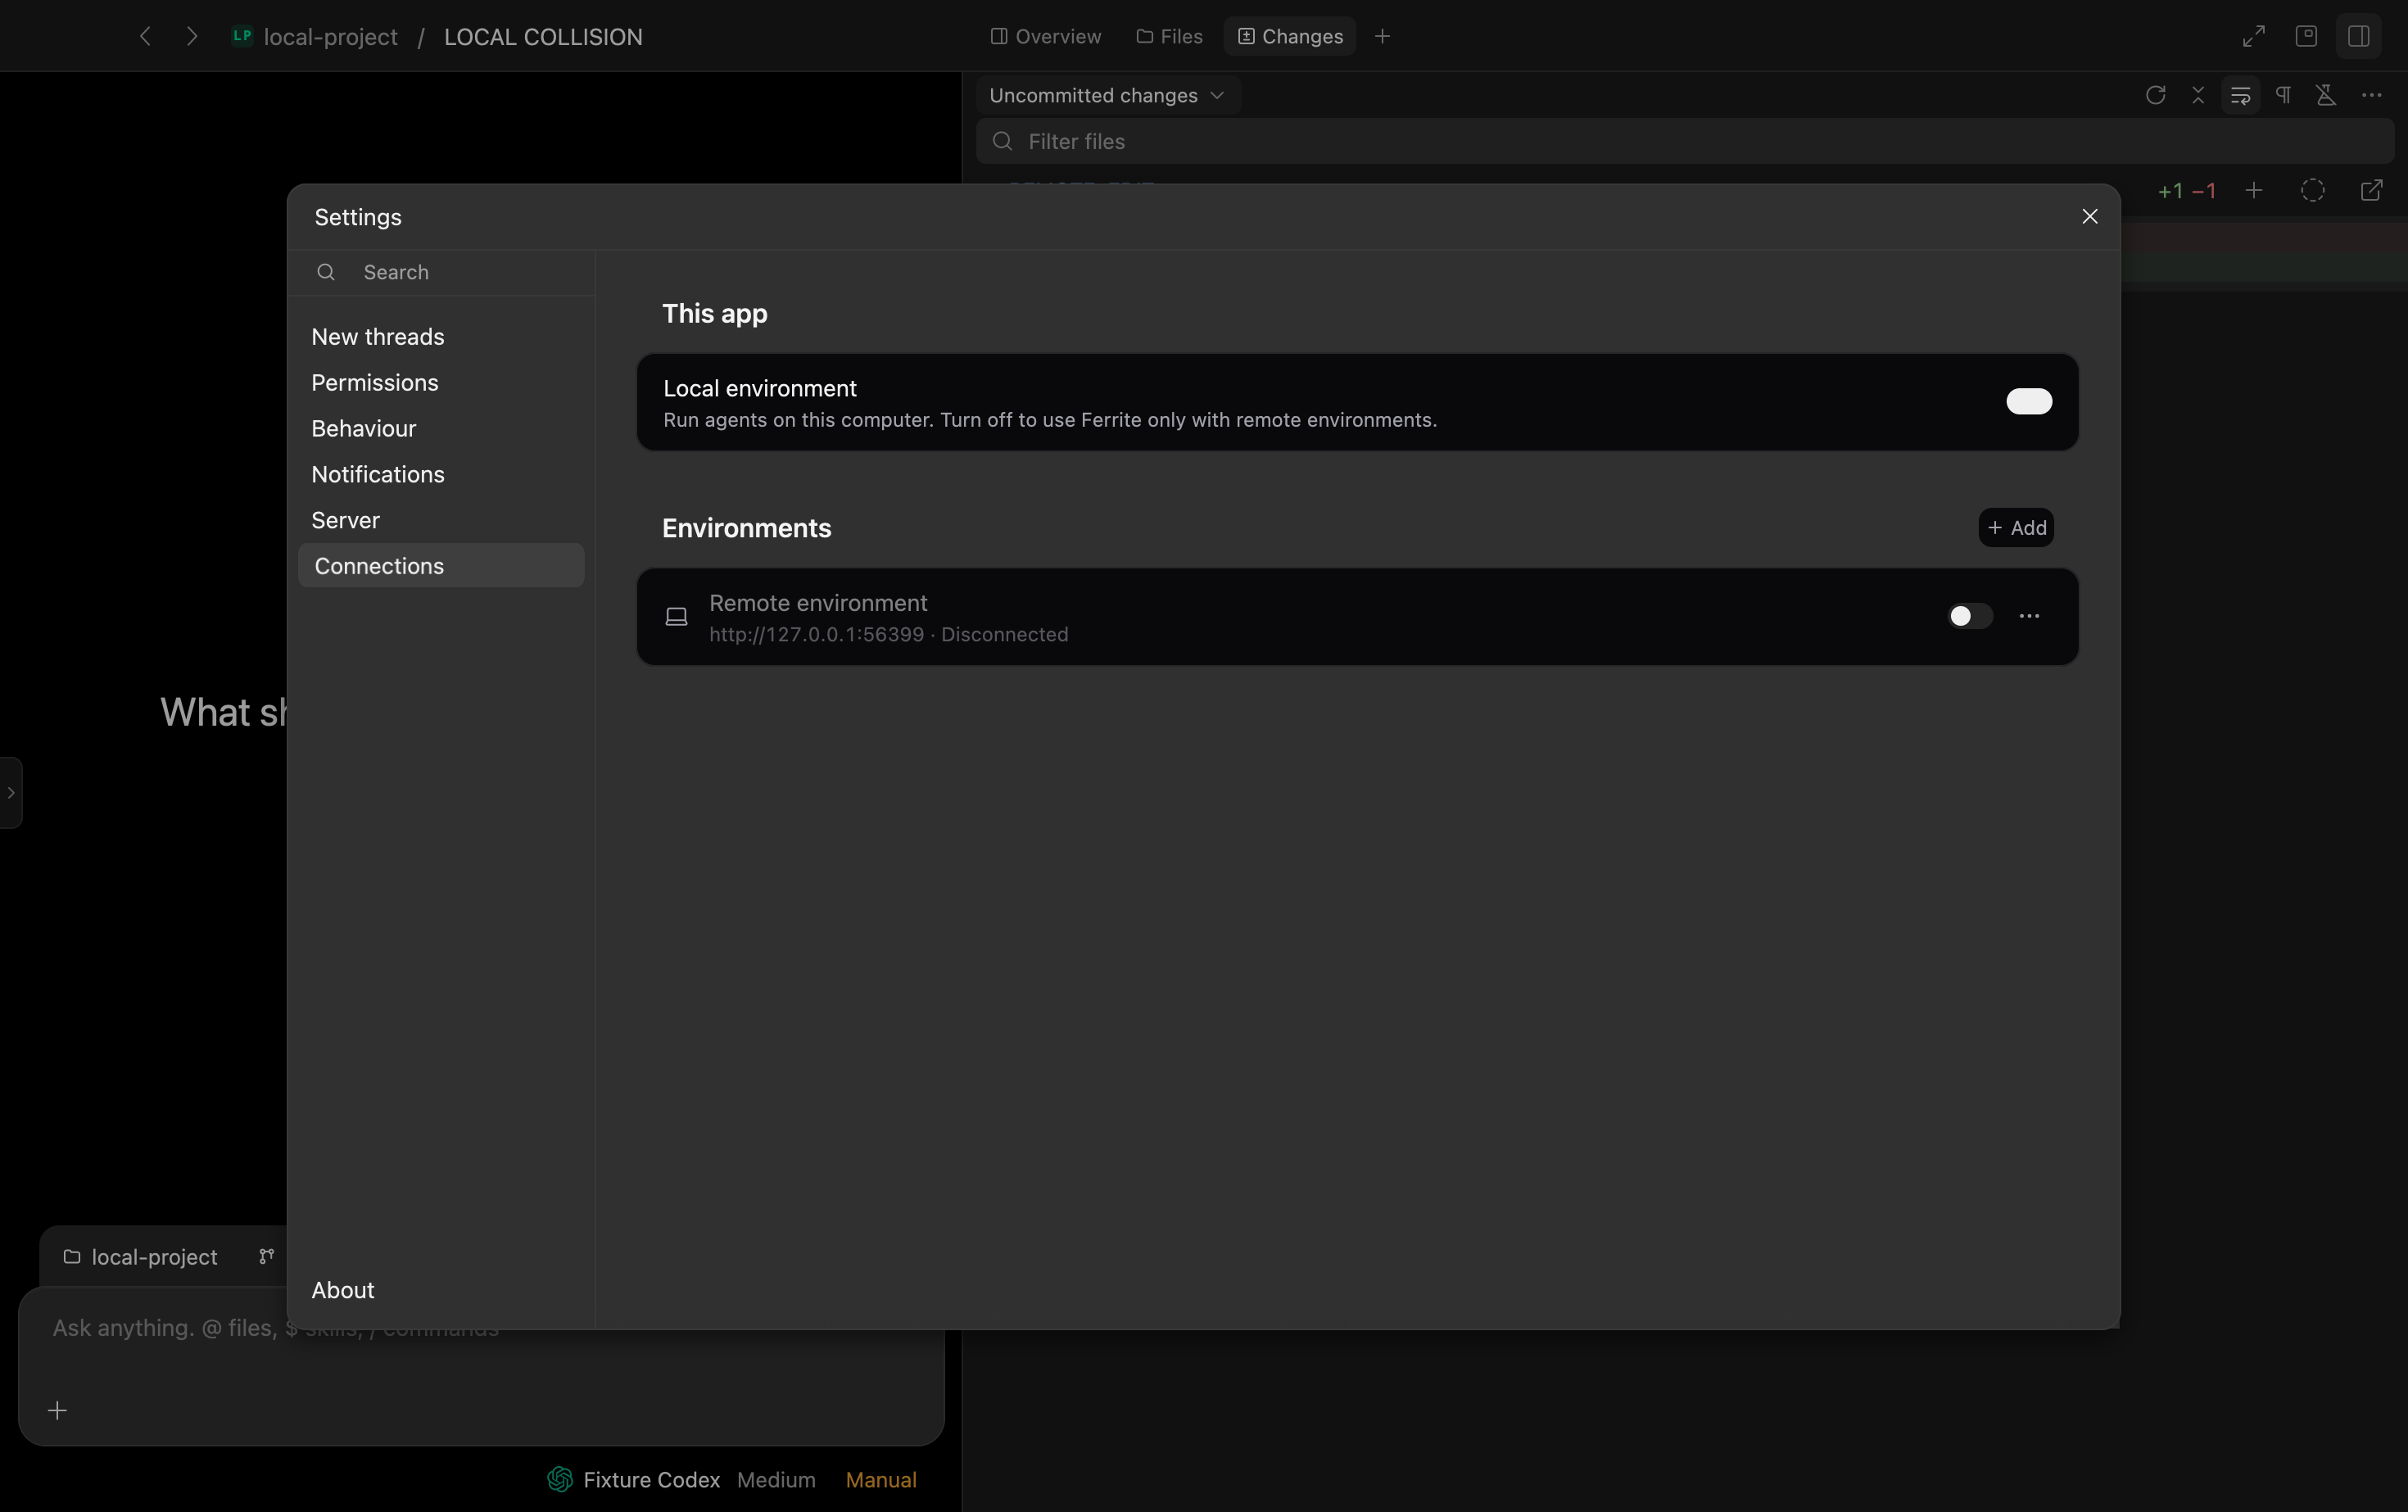 LP local-project / LOCAL COLLISION
Overview
Files
Changes
Uncommitted changes
Filter files
+1 −1
Settings
Search
New threads
Permissions
Behaviour
Notifications
Server
Connections
About
This app
Local environment
Run agents on this computer. Turn off to use Ferrite only with remote environments.
Environments
+ Add
Remote environment
http://127.0.0.1:56399 · Disconnected
What sh
local-project
Ask anything. @ files, $ skills, / commands
Fixture Codex Medium Manual